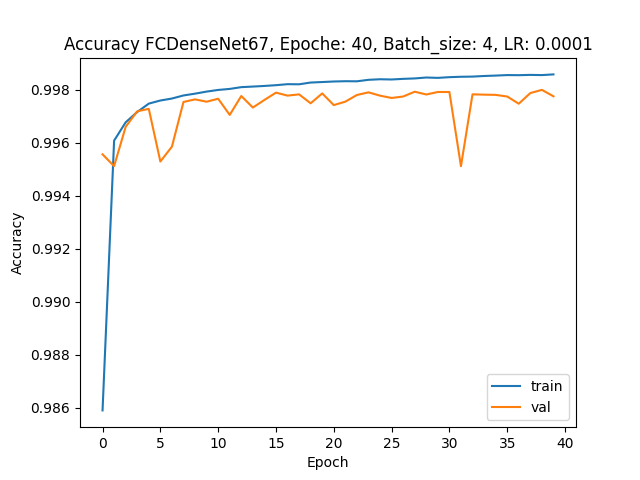 Accuracy FCDenseNet67, Epoche: 40, Batch_size: 4, LR: 0.0001
Accuracy
0.998
0.996
0.994
0.992
0.990
0.988
0.986
train
val
0 5 10 15 20 25 30 35 40
Epoch